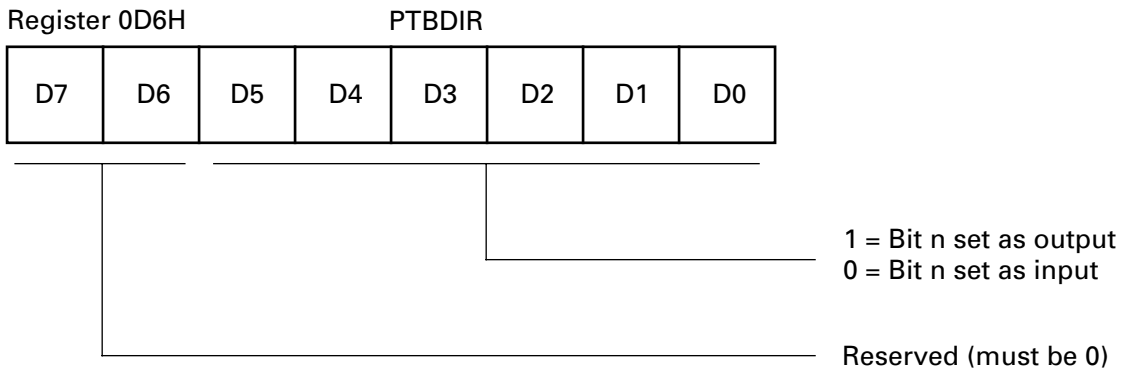 Register 0D6H PTBDIR
D7 D6 D5 D4 D3 D2 D1 D0
1 = Bit n set as output
0 = Bit n set as input
Reserved (must be 0)